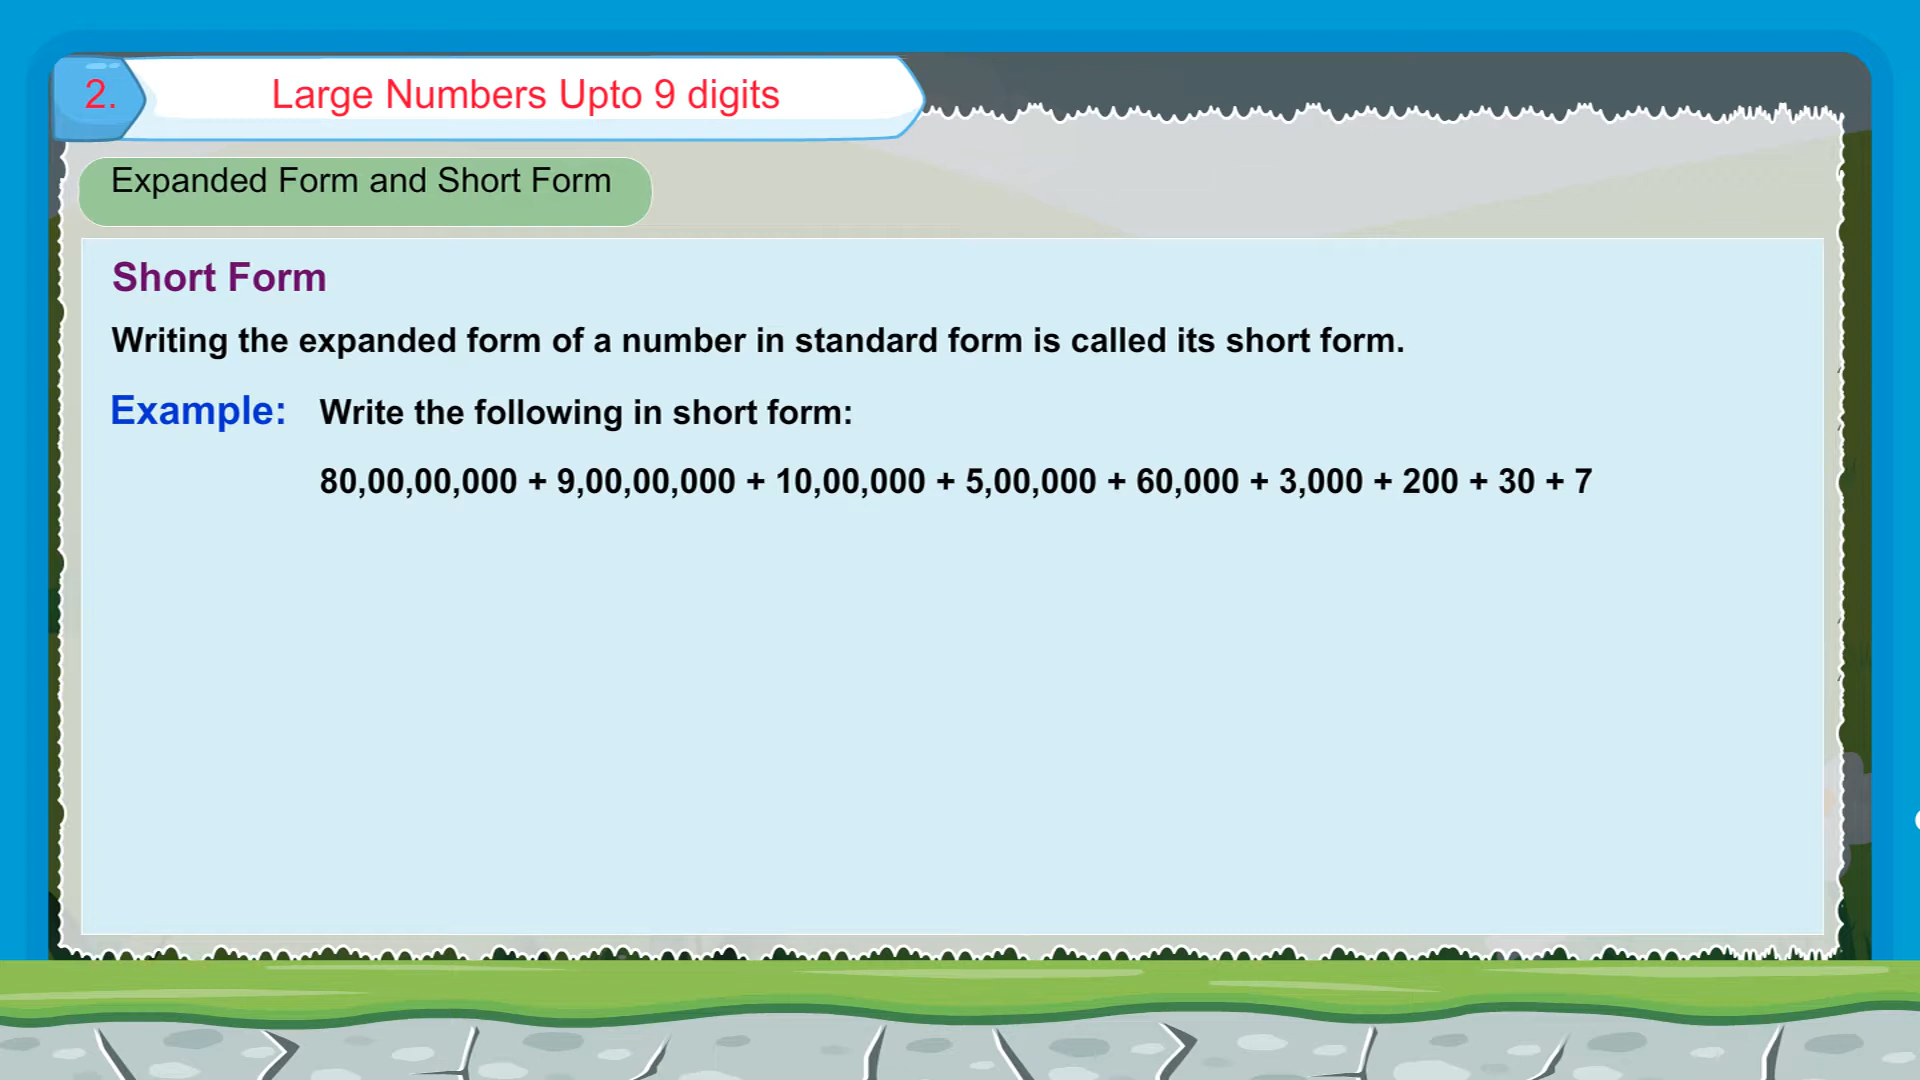 2.
Large Numbers Upto 9 digits
Expanded Form and Short Form
Short Form
Writing the expanded form of a number in standard form is called its short form.
Example: Write the following in short form:
80,00,00,000 + 9,00,00,000 + 10,00,000 + 5,00,000 + 60,000 + 3,000 + 200 + 30 + 7